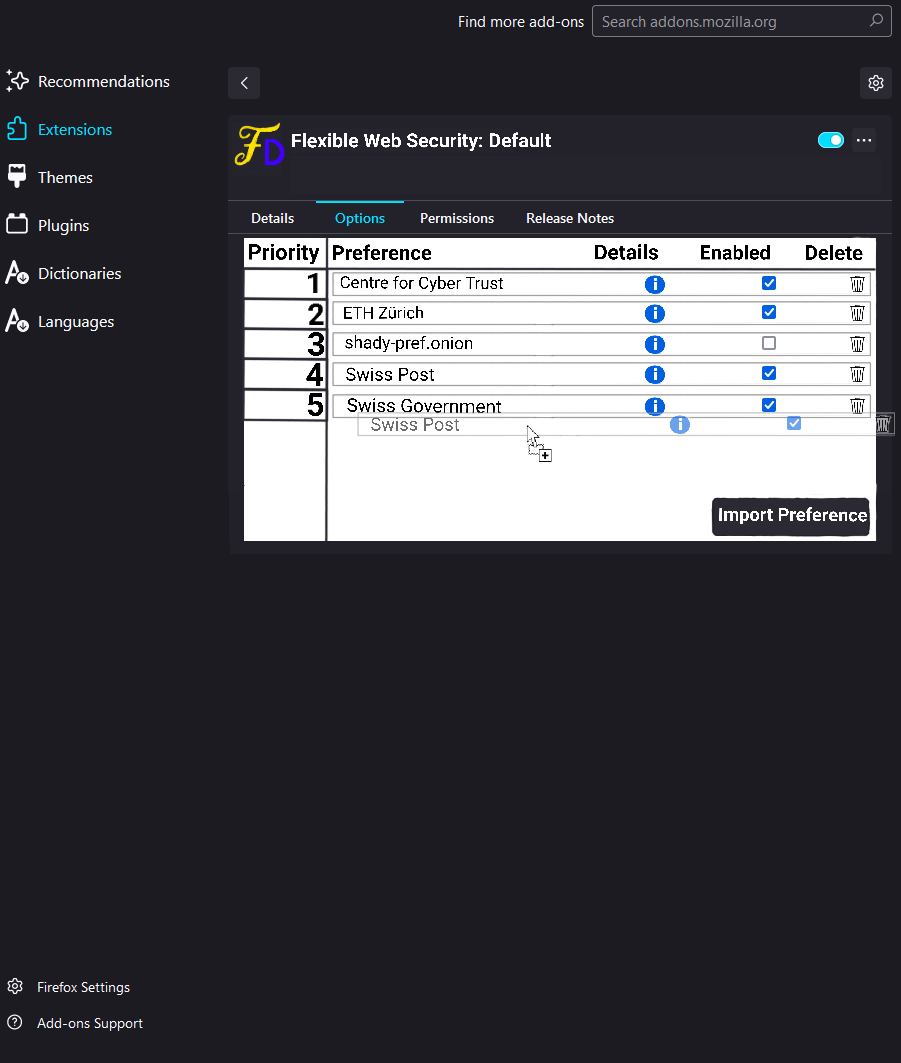 Find more add-ons
Search addons.mozilla.org
Recommendations
Extensions
Themes
Plugins
Dictionaries
Languages
FD Flexible Web Security: Default
Details Options Permissions Release Notes
Priority Preference Details Enabled Delete
1 Centre for Cyber Trust
2 ETH Zürich
3 shady-pref.onion
4 Swiss Post
5 Swiss Government
Swiss Post
Import Preference
Firefox Settings
Add-ons Support